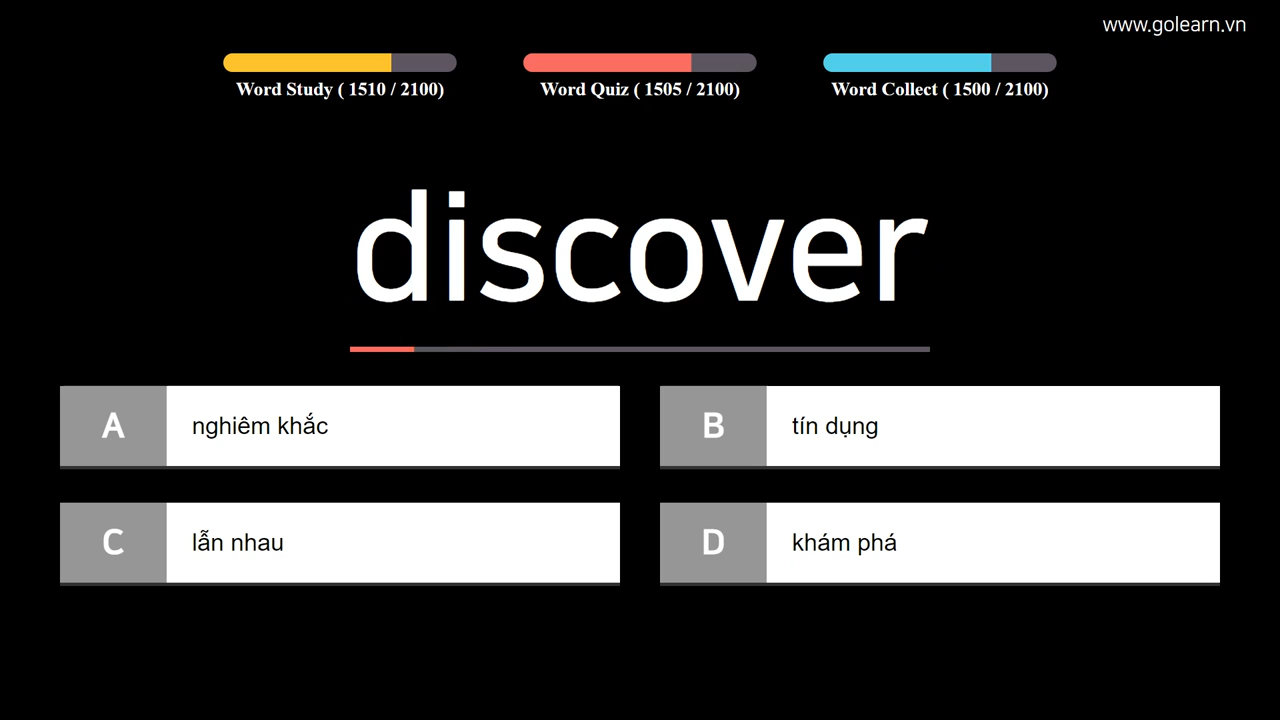 www.golearn.vn
Word Study ( 1510 / 2100)
Word Quiz ( 1505 / 2100)
Word Collect ( 1500 / 2100)
discover
A
nghiêm khắc
B
tín dụng
C
lẫn nhau
D
khám phá